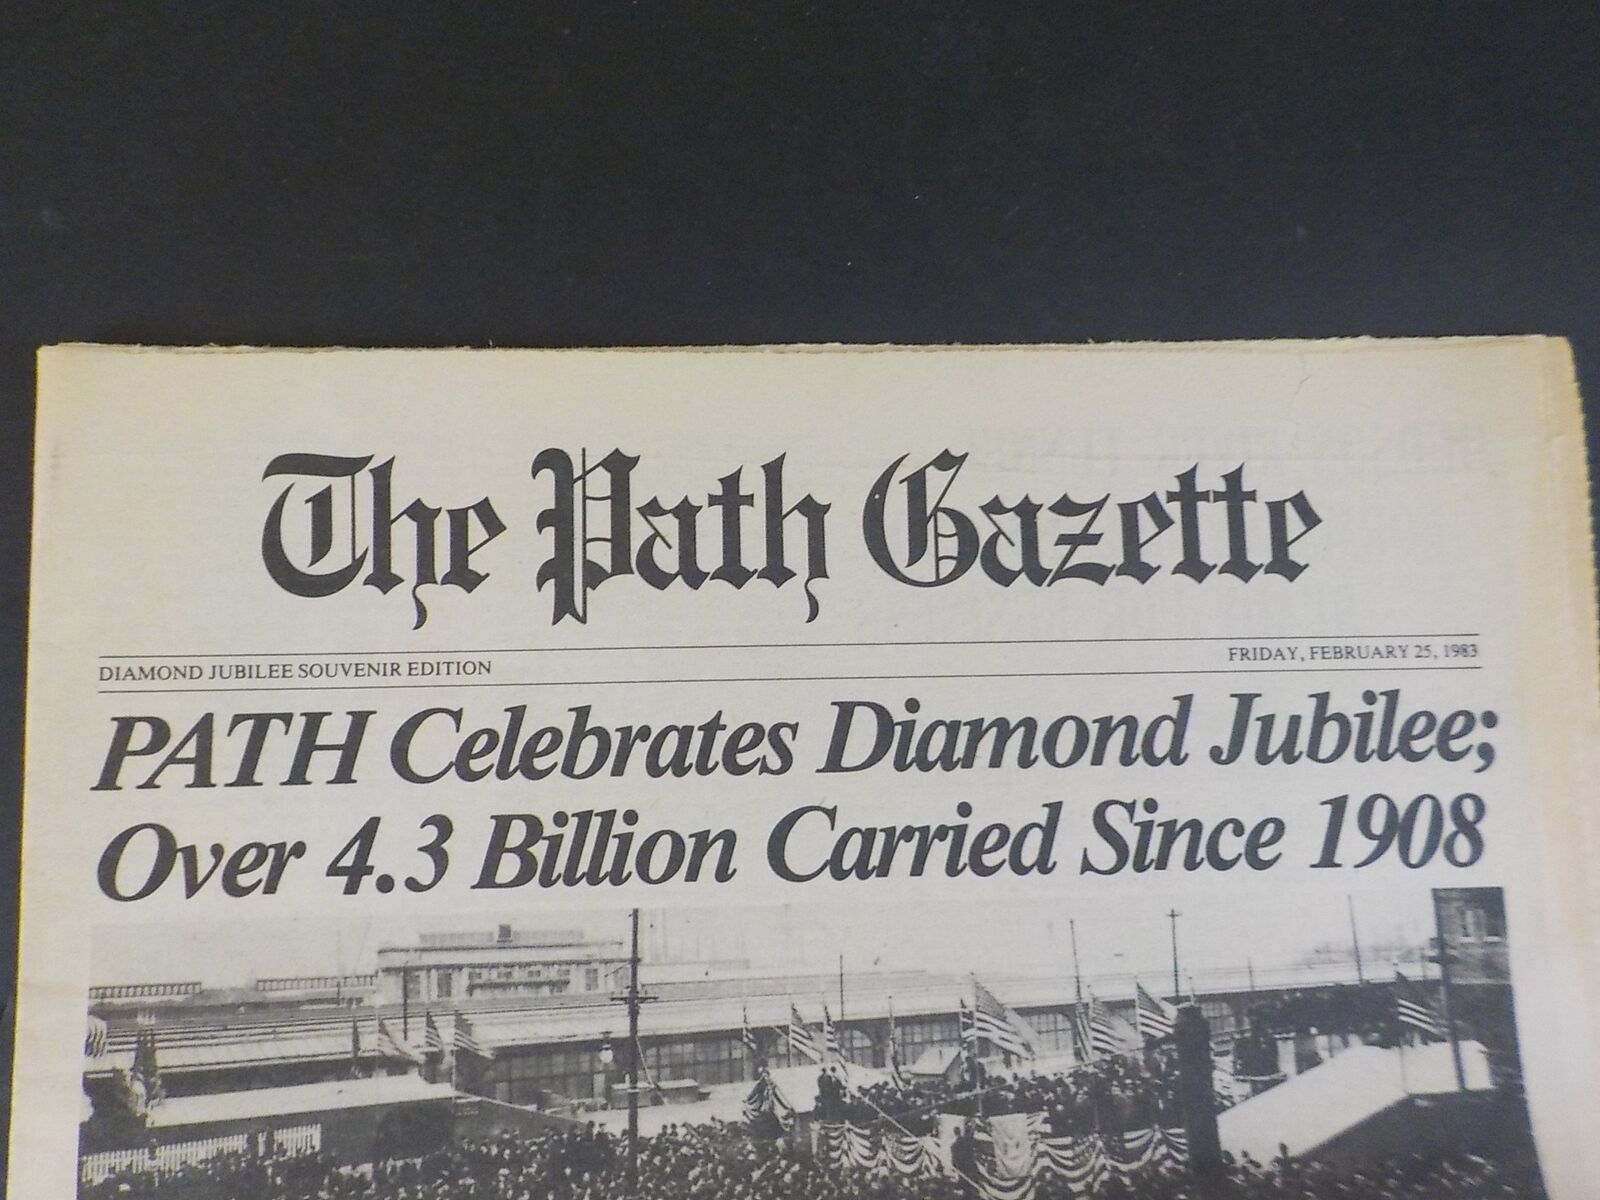 The Path Gazette
DIAMOND JUBILEE SOUVENIR EDITION
FRIDAY, FEBRUARY 25, 1983
PATH Celebrates Diamond Jubilee;
Over 4.3 Billion Carried Since 1908